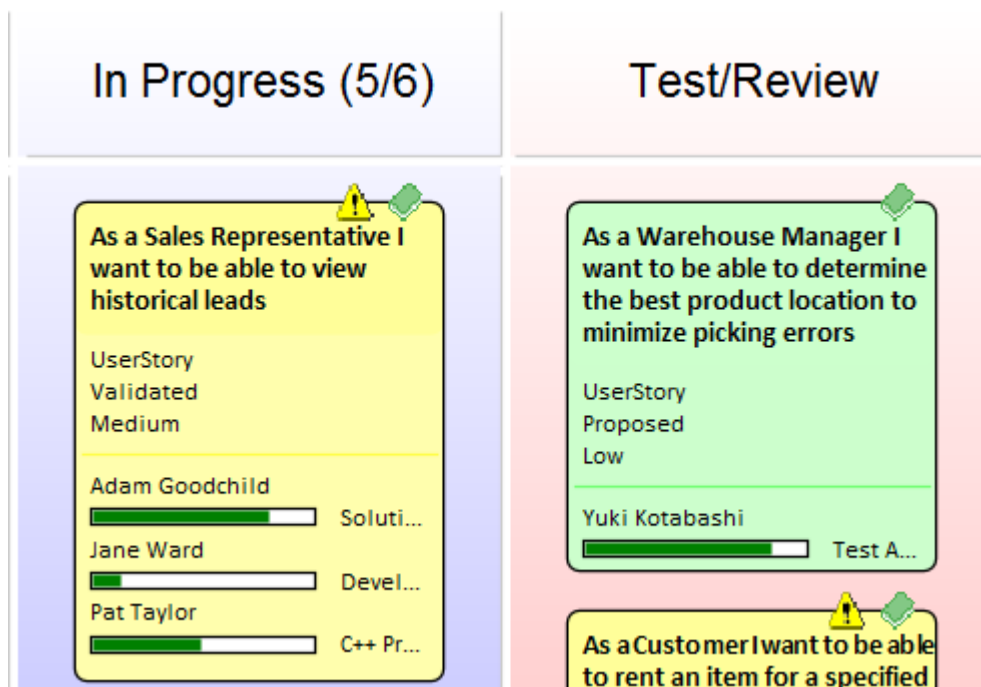 In Progress (5/6)
Test/Review
As a Sales Representative I
want to be able to view
historical leads
UserStory
Validated
Medium
Adam Goodchild
Soluti...
Jane Ward
Devel...
Pat Taylor
C++ Pr...
As a Warehouse Manager I
want to be able to determine
the best product location to
minimize picking errors
UserStory
Proposed
Low
Yuki Kotabashi
Test A...
As a Customer I want to be able
to rent an item for a specified